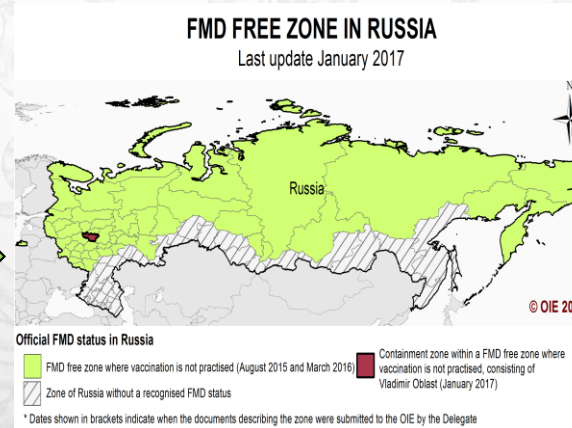 FMD FREE ZONE IN RUSSIA
Last update January 2017
N
Russia
© OIE 20
Official FMD status in Russia
FMD free zone where vaccination is not practised (August 2015 and March 2016)
Zone of Russia without a recognised FMD status
Containment zone within a FMD free zone where
vaccination is not practised, consisting of
Vladimir Oblast (January 2017)
* Dates shown in brackets indicate when the documents describing the zone were submitted to the OIE by the Delegate